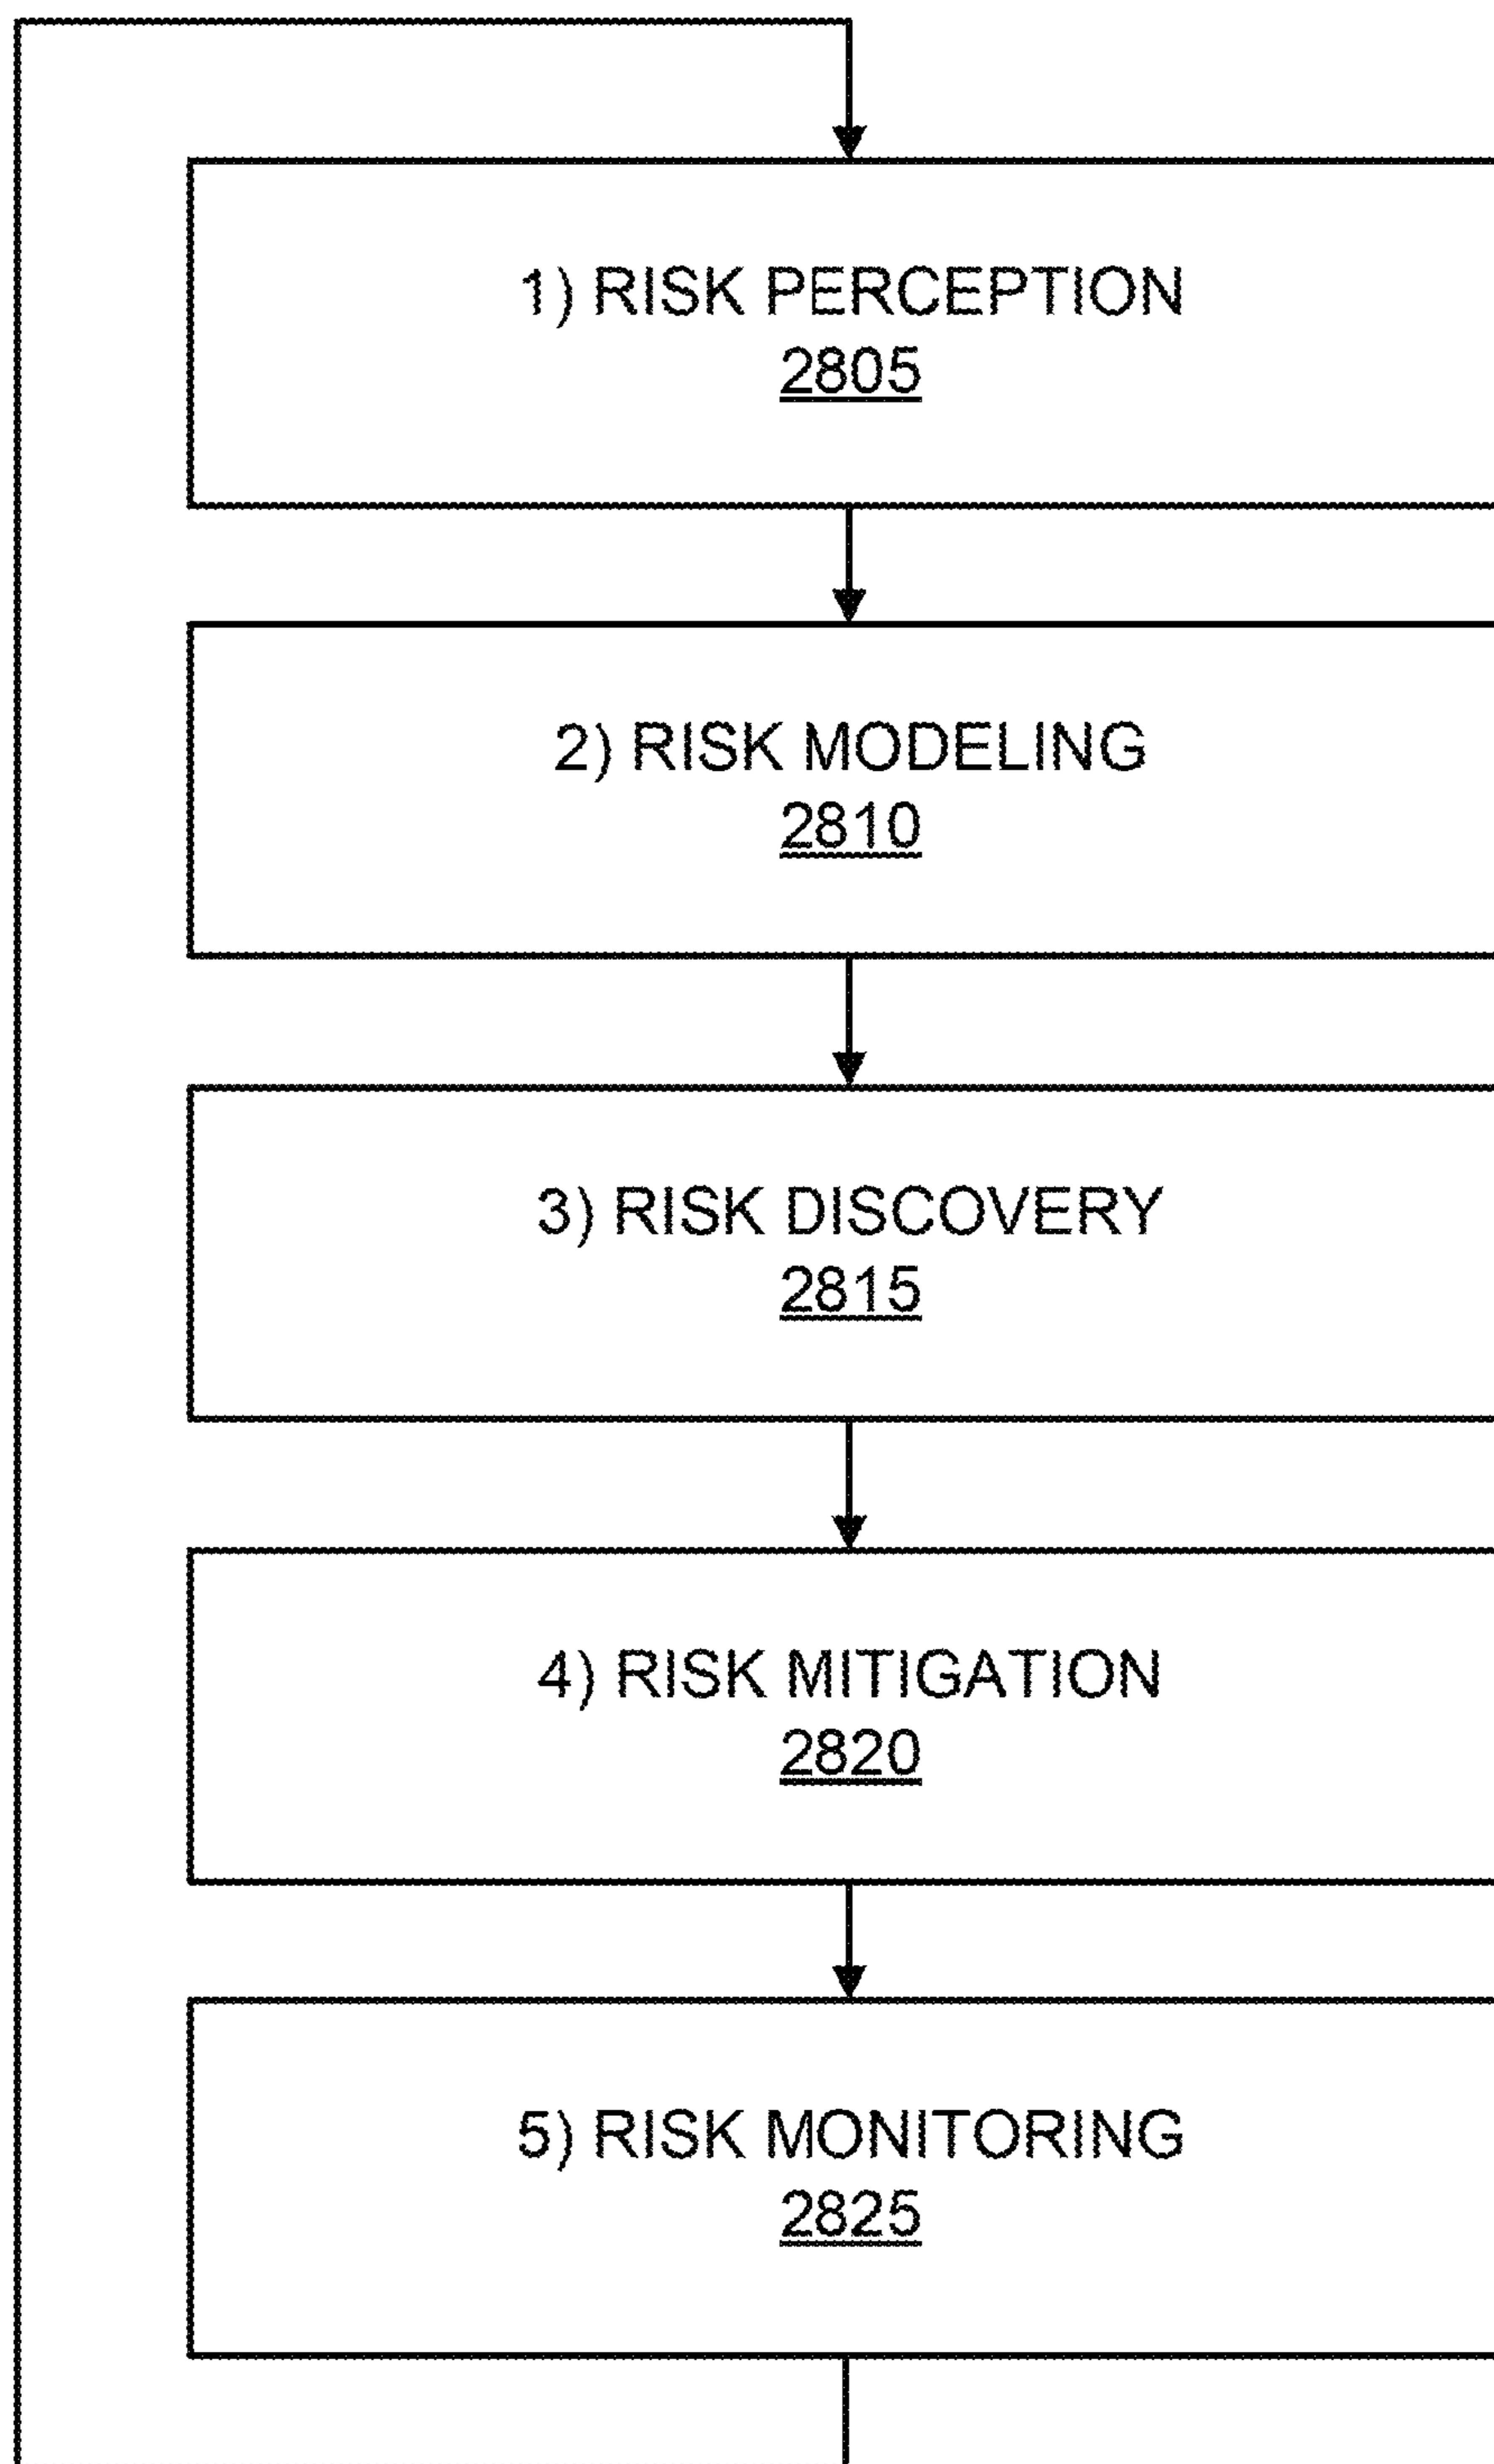 1) RISK PERCEPTION
2805
2) RISK MODELING
2810
3) RISK DISCOVERY
2815
4) RISK MITIGATION
2820
5) RISK MONITORING
2825